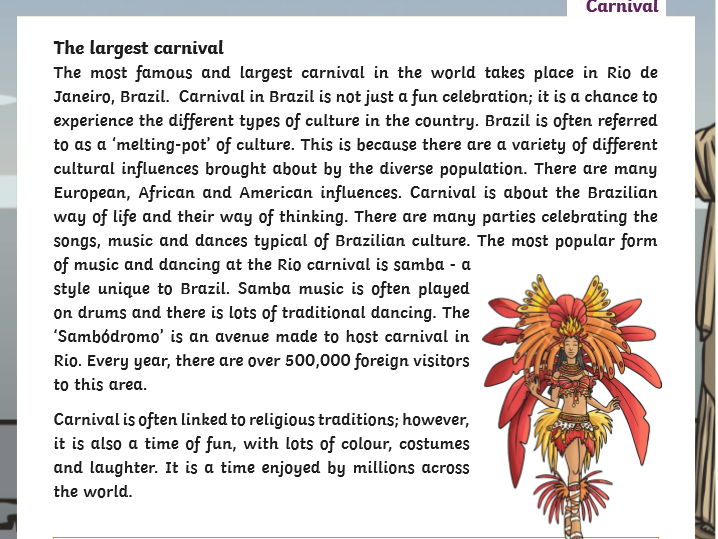 Carnival
The largest carnival
The most famous and largest carnival in the world takes place in Rio de
Janeiro, Brazil.  Carnival in Brazil is not just a fun celebration; it is a chance to
experience the different types of culture in the country. Brazil is often referred
to as a ‘melting-pot’ of culture. This is because there are a variety of different
cultural influences brought about by the diverse population. There are many
European, African and American influences. Carnival is about the Brazilian
way of life and their way of thinking. There are many parties celebrating the
songs, music and dances typical of Brazilian culture. The most popular form
of music and dancing at the Rio carnival is samba - a
style unique to Brazil. Samba music is often played
on drums and there is lots of traditional dancing. The
‘Sambódromo’ is an avenue made to host carnival in
Rio. Every year, there are over 500,000 foreign visitors
to this area.
Carnival is often linked to religious traditions; however,
it is also a time of fun, with lots of colour, costumes
and laughter. It is a time enjoyed by millions across
the world.